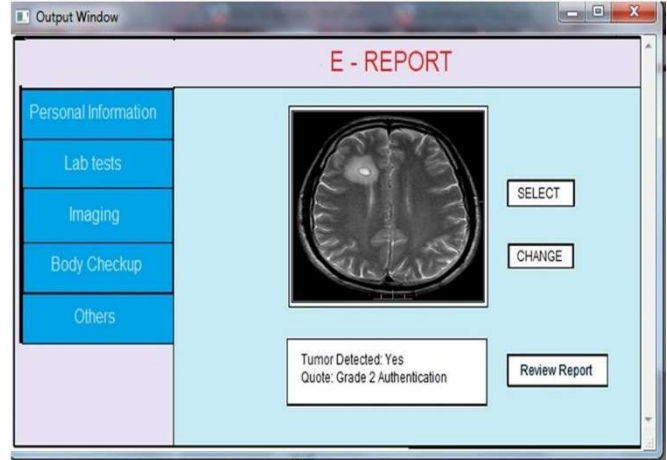 Output Window
E - REPORT
Personal Information
Lab tests
Imaging
Body Checkup
Others
SELECT
CHANGE
Tumor Detected: Yes
Quote: Grade 2 Authentication
Review Report